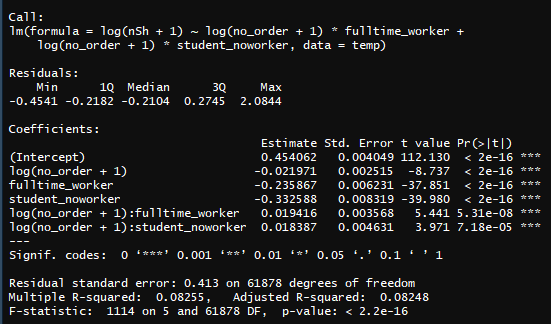 Call:
lm(formula = log(nSh + 1) ~ log(no_order + 1) * fulltime_worker +
    log(no_order + 1) * student_noworker, data = temp)
Residuals:
    Min      1Q  Median      3Q     Max
-0.4541 -0.2182 -0.2104  0.2745  2.0844
Coefficients:
                                    Estimate Std. Error t value Pr(>|t|)
(Intercept)                         0.454062   0.004049 112.130  < 2e-16 ***
log(no_order + 1)                  -0.021971   0.002515  -8.737  < 2e-16 ***
fulltime_worker                    -0.235867   0.006231 -37.851  < 2e-16 ***
student_noworker                   -0.332588   0.008319 -39.980  < 2e-16 ***
log(no_order + 1):fulltime_worker   0.019416   0.003568   5.441 5.31e-08 ***
log(no_order + 1):student_noworker  0.018387   0.004631   3.971 7.18e-05 ***
---
Signif. codes:  0 ‘***’ 0.001 ‘**’ 0.01 ‘*’ 0.05 ‘.’ 0.1 ‘ ’ 1
Residual standard error: 0.413 on 61878 degrees of freedom
Multiple R-squared:  0.08255,	Adjusted R-squared:  0.08248
F-statistic:  1114 on 5 and 61878 DF,  p-value: < 2.2e-16